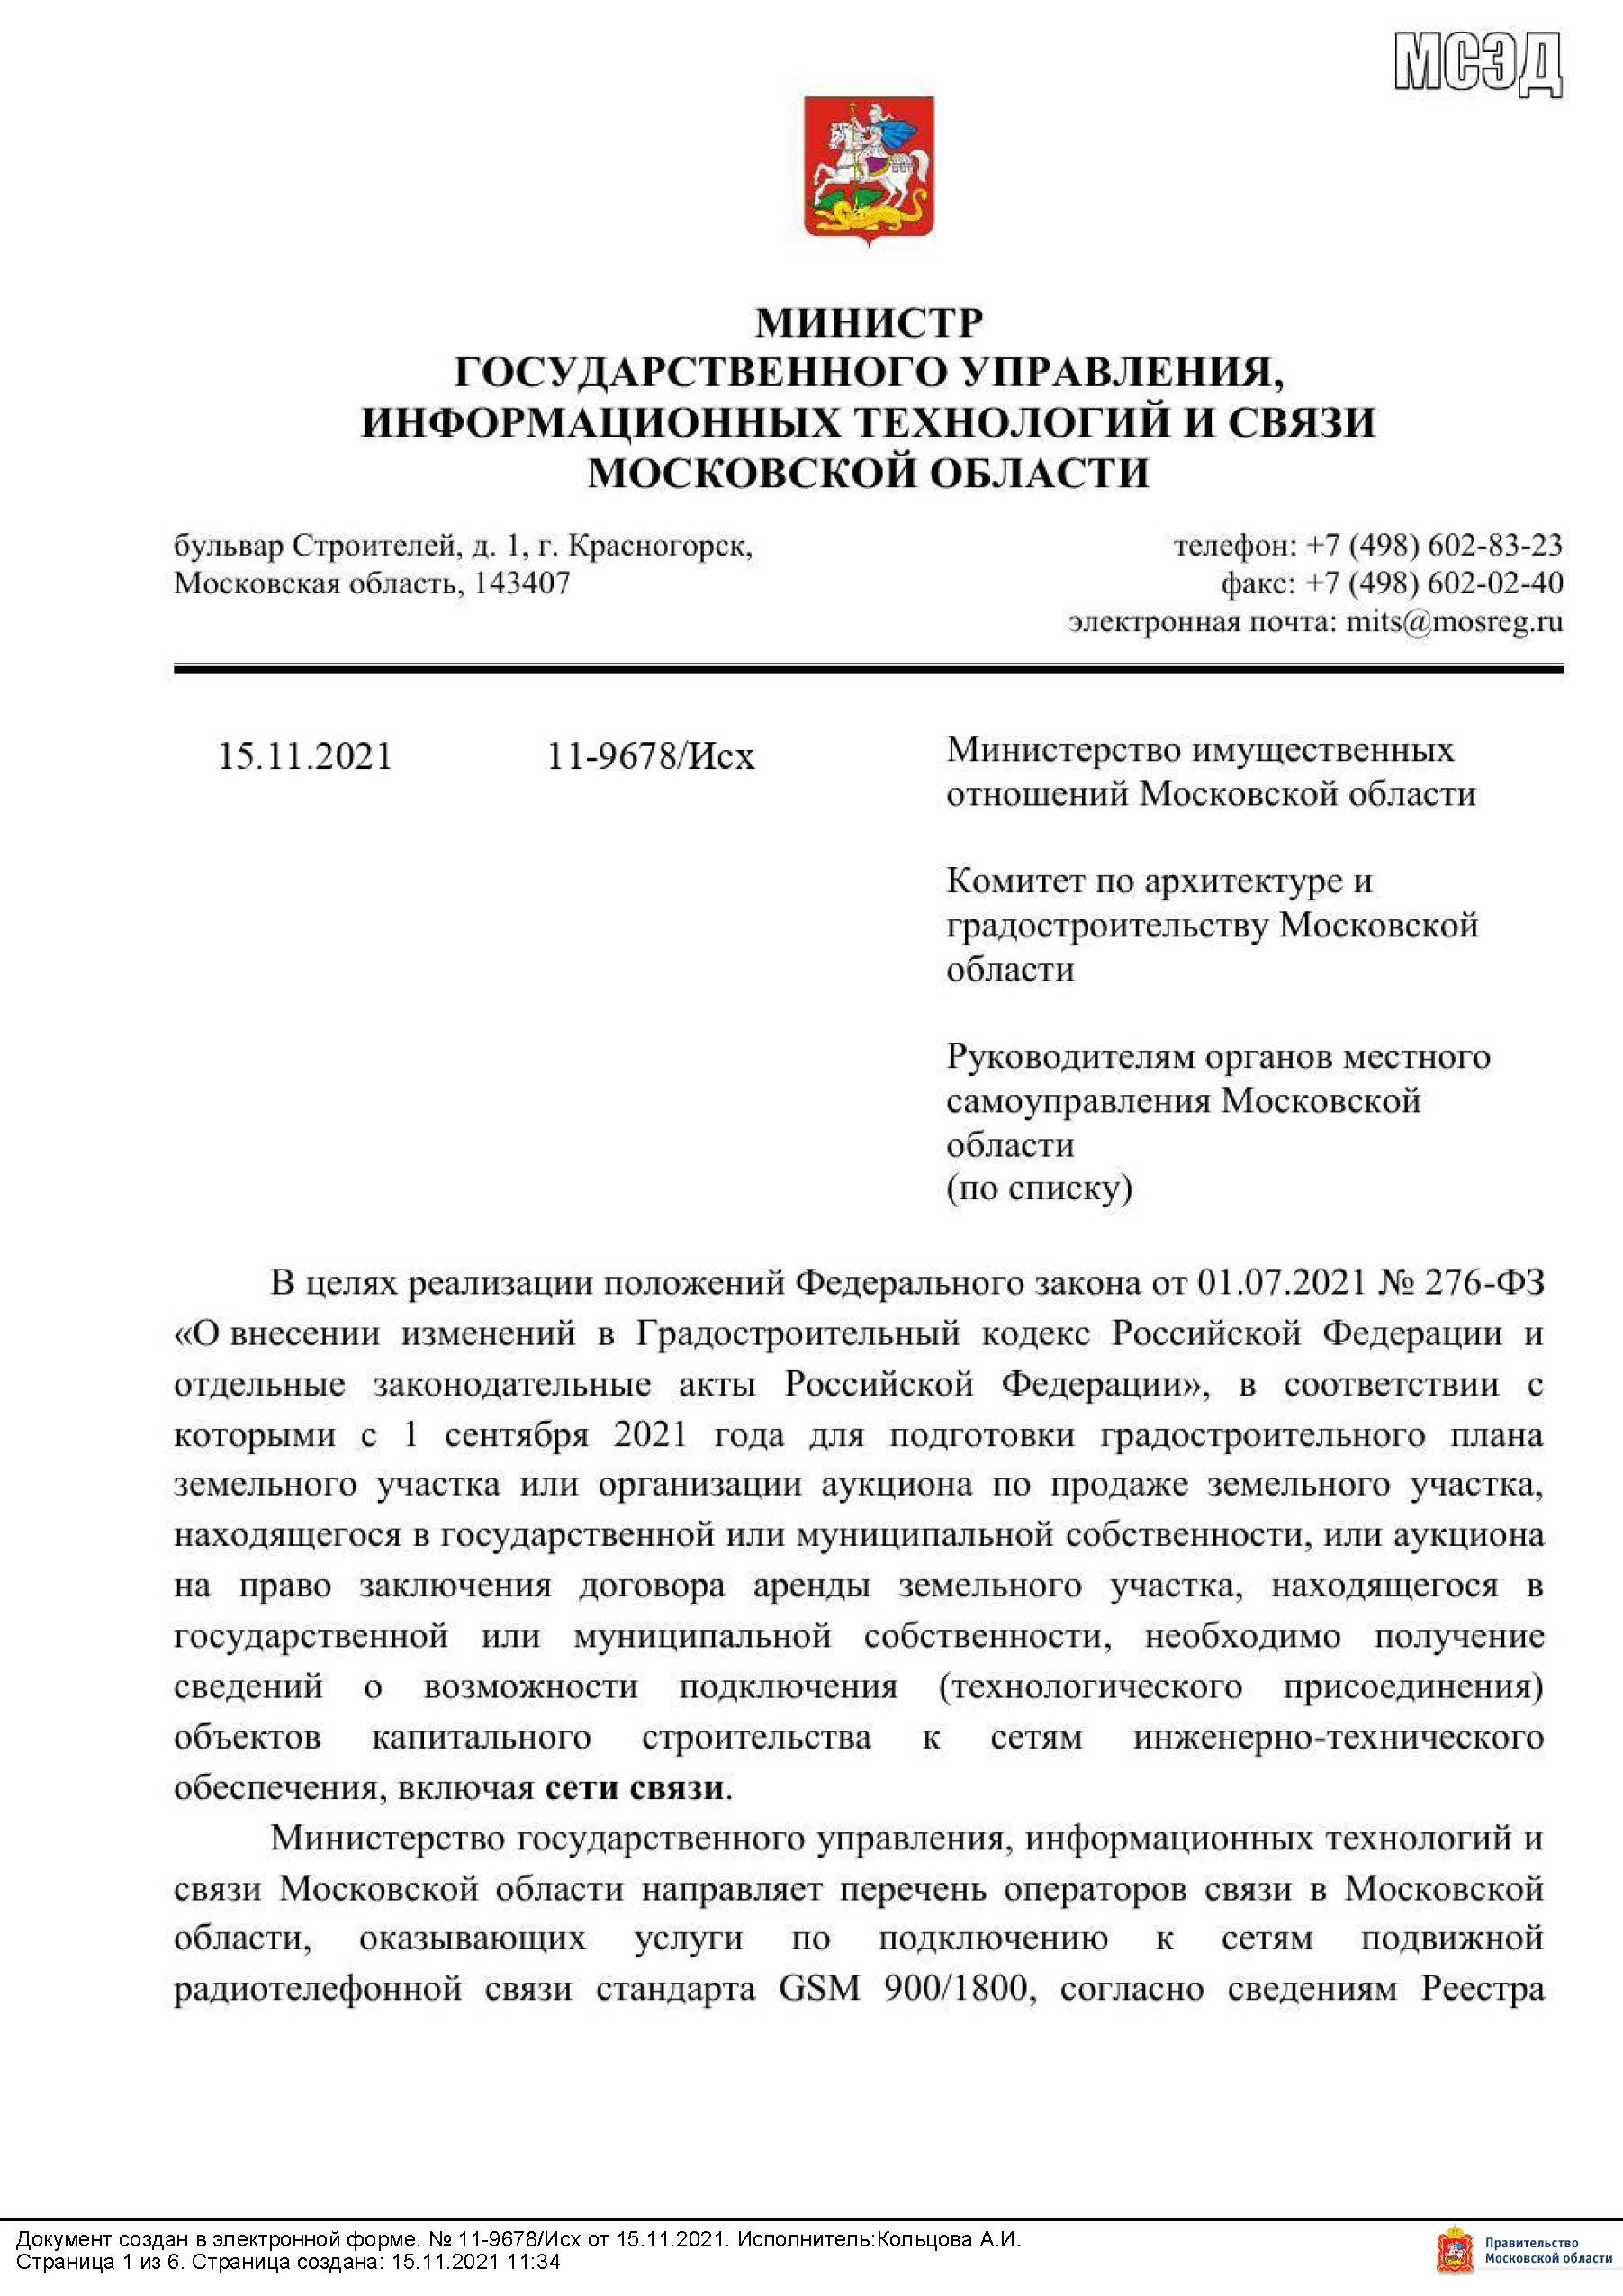 МСЭД
МИНИСТР
ГОСУДАРСТВЕННОГО УПРАВЛЕНИЯ,
ИНФОРМАЦИОННЫХ ТЕХНОЛОГИЙ И СВЯЗИ
МОСКОВСКОЙ ОБЛАСТИ
бульвар Строителей, д. 1, г. Красногорск,
Московская область, 143407
телефон: +7 (498) 602-83-23
факс: +7 (498) 602-02-40
электронная почта: mits@mosreg.ru
15.11.2021 11-9678/Исх
Министерство имущественных
отношений Московской области
Комитет по архитектуре и
градостроительству Московской
области
Руководителям органов местного
самоуправления Московской
области
(по списку)
В целях реализации положений Федерального закона от 01.07.2021 № 276-ФЗ
«О внесении изменений в Градостроительный кодекс Российской Федерации и
отдельные законодательные акты Российской Федерации», в соответствии с
которыми с 1 сентября 2021 года для подготовки градостроительного плана
земельного участка или организации аукциона по продаже земельного участка,
находящегося в государственной или муниципальной собственности, или аукциона
на право заключения договора аренды земельного участка, находящегося в
государственной или муниципальной собственности, необходимо получение
сведений о возможности подключения (технологического присоединения)
объектов капитального строительства к сетям инженерно-технического
обеспечения, включая сети связи.
Министерство государственного управления, информационных технологий и
связи Московской области направляет перечень операторов связи в Московской
области, оказывающих услуги по подключению к сетям подвижной
радиотелефонной связи стандарта GSM 900/1800, согласно сведениям Реестра
Документ создан в электронной форме. № 11-9678/Исх от 15.11.2021. Исполнитель:Кольцова А.И.
Страница 1 из 6. Страница создана: 15.11.2021 11:34
Правительство
Московской области